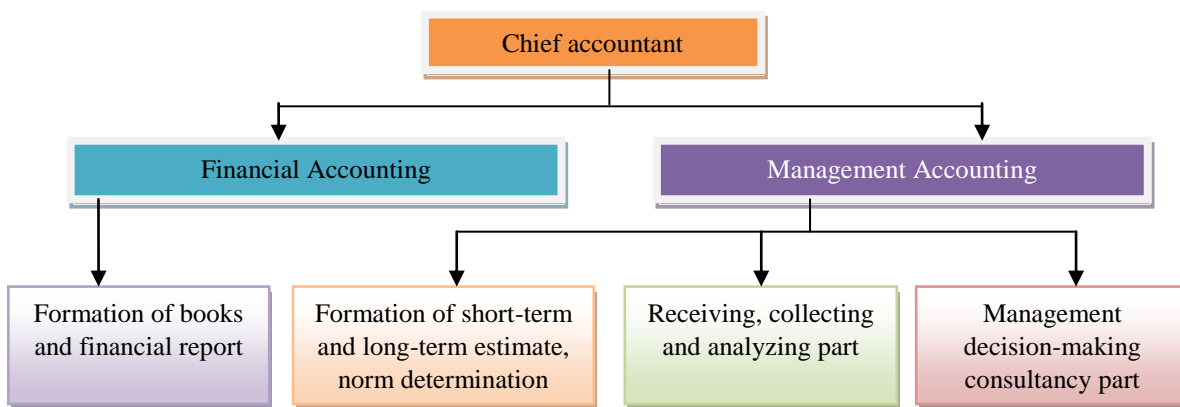 Chief accountant
Financial Accounting
Management Accounting
Formation of books
and financial report
Formation of short-term
and long-term estimate,
norm determination
Receiving, collecting
and analyzing part
Management
decision-making
consultancy part